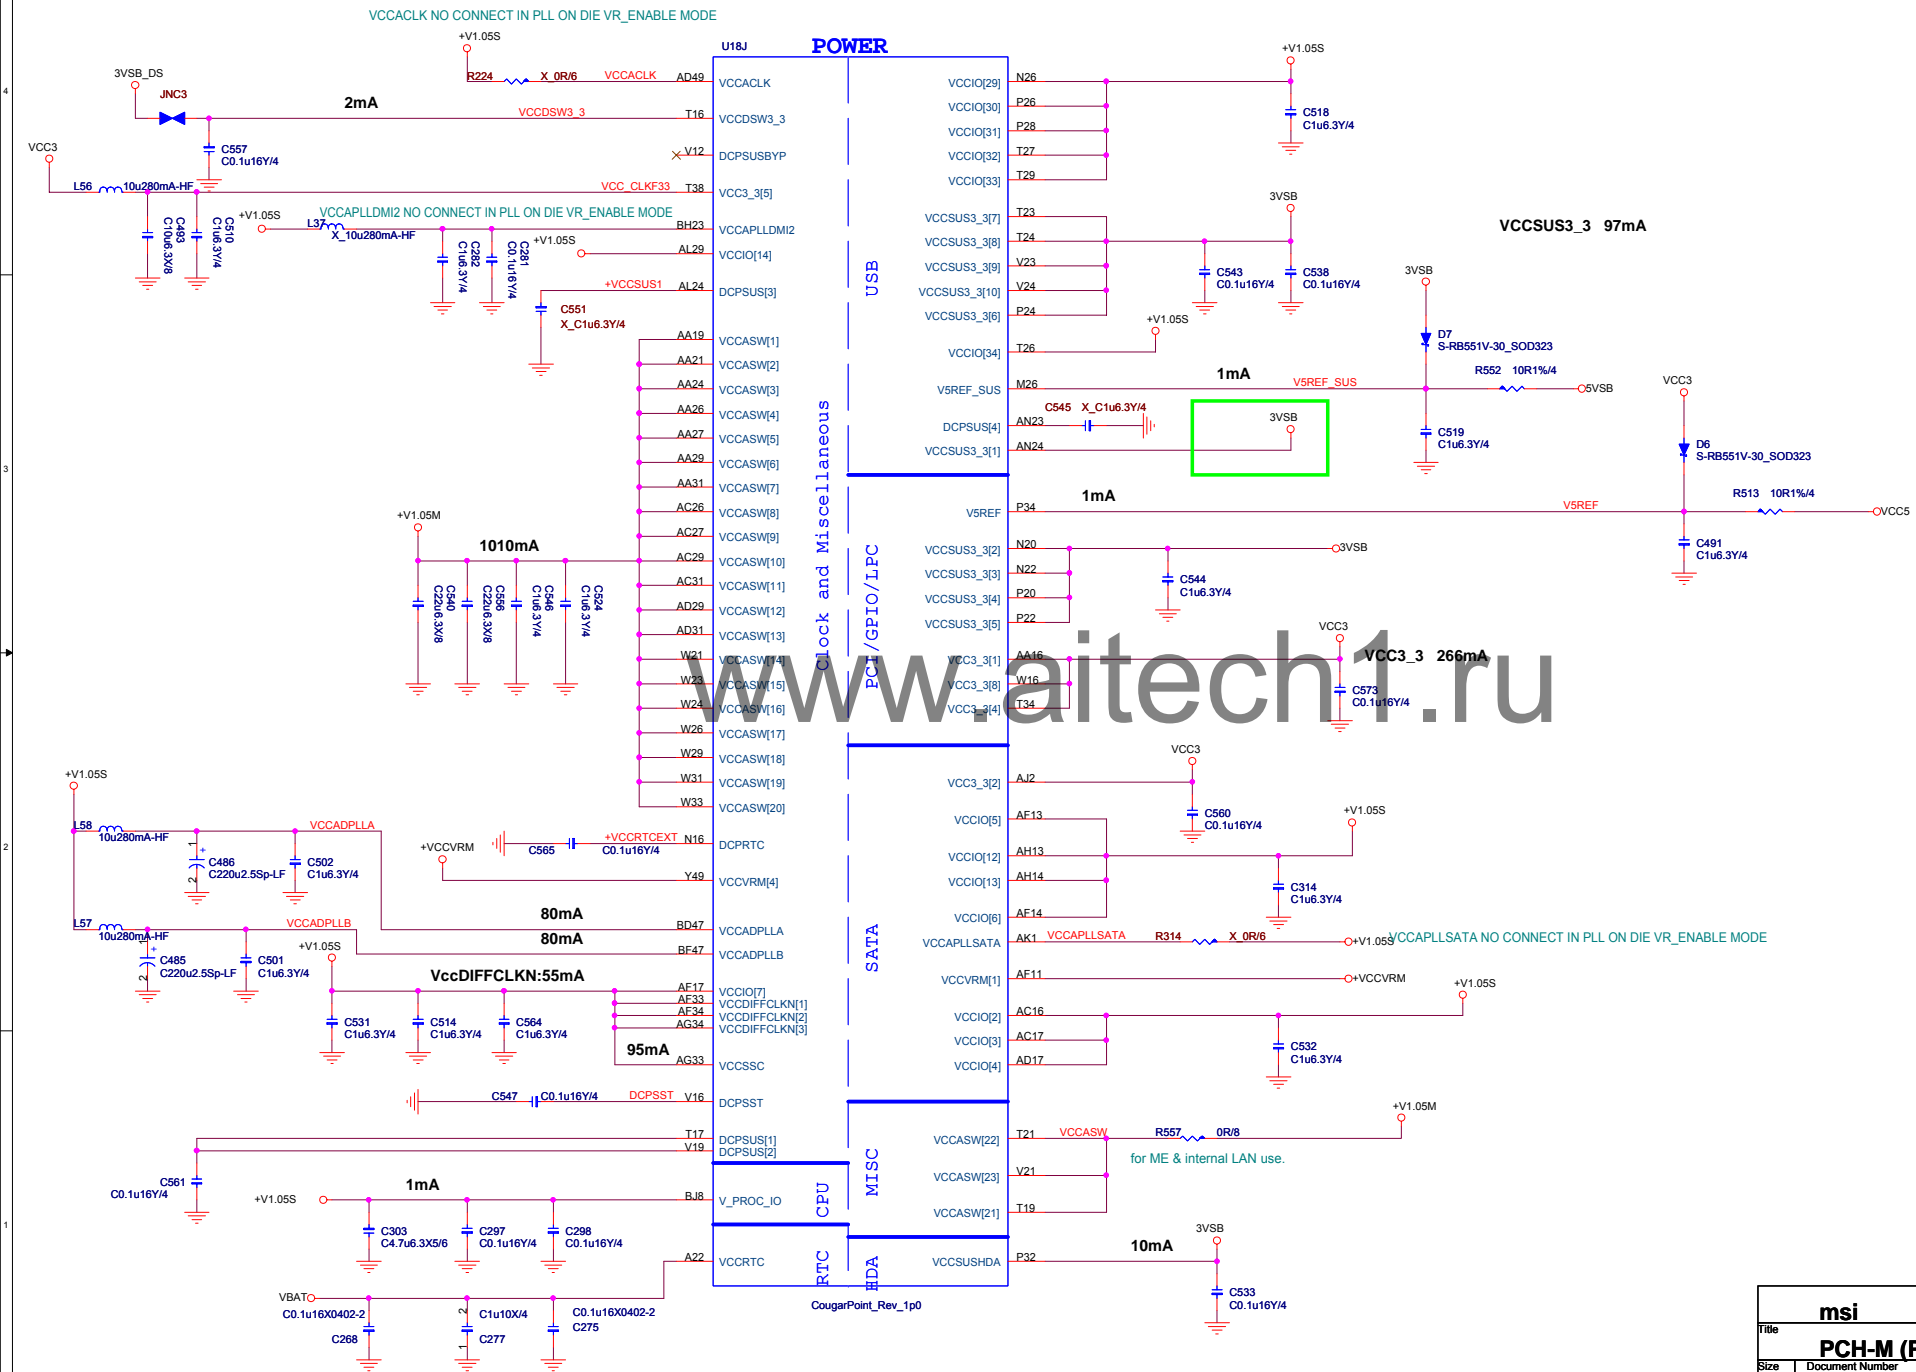 VCCACLK NO CONNECT IN PLL ON DIE VR_ENABLE MODE
+V1.05S
U18J
POWER
R224 X_0R/6 VCCACLK AD49 VCCACLK
3VSB_DS
JNC3
2mA
VCCDSW3_3 T16 VCCDSW3_3
C557
C0.1u16Y/4
V12 DCPSUSBYP
VCC3
L56 10u280mA-HF
VCC_CLKF33 T38 VCC3_3[5]
C493
C10u6.3X/8
C510
C1u6.3Y/4
VCCAPLLDMI2 NO CONNECT IN PLL ON DIE VR_ENABLE MODE
+V1.05S
L37
X_10u280mA-HF
BH23 VCCAPLLDMI2
C282
C1u6.3Y/4
C281
C0.1u16Y/4
+V1.05S
AL29 VCCIO[14]
+VCCSUS1 AL24 DCPSUS[3]
C551
X_C1u6.3Y/4
AA19 VCCASW[1]
AA21 VCCASW[2]
AA24 VCCASW[3]
AA26 VCCASW[4]
AA27 VCCASW[5]
AA29 VCCASW[6]
AA31 VCCASW[7]
AC26 VCCASW[8]
AC27 VCCASW[9]
AC29 VCCASW[10]
AC31 VCCASW[11]
AD29 VCCASW[12]
AD31 VCCASW[13]
W21 VCCASW[14]
W23 VCCASW[15]
W24 VCCASW[16]
W26 VCCASW[17]
W29 VCCASW[18]
W31 VCCASW[19]
W33 VCCASW[20]
+V1.05M
1010mA
C540
C22u6.3X/8
C556
C22u6.3X/8
C546
C1u6.3Y/4
C524
C1u6.3Y/4
+V1.05S
L58
10u280mA-HF
VCCADPLLA
1
+
2
C486
C220u2.5Sp-LF
C502
C1u6.3Y/4
L57
10u280mA-HF
VCCADPLLB
1
+
2
C485
C220u2.5Sp-LF
C501
C1u6.3Y/4
C565
+VCCRTCEXT
C0.1u16Y/4
N16 DCPRTC
+VCCVRM
Y49 VCCVRM[4]
80mA
BD47 VCCADPLLA
80mA
BF47 VCCADPLLB
+V1.05S
VccDIFFCLKN:55mA
AF17 VCCIO[7]
AF33 VCCDIFFCLKN[1]
AF34 VCCDIFFCLKN[2]
AG34 VCCDIFFCLKN[3]
C531
C1u6.3Y/4
C514
C1u6.3Y/4
C564
C1u6.3Y/4
95mA
AG33 VCCSSC
C547 C0.1u16Y/4
DCPSST V16 DCPSST
T17 DCPSUS[1]
V19 DCPSUS[2]
C561
C0.1u16Y/4
+V1.05S
1mA
BJ8 V_PROC_IO
C303
C4.7u6.3X5/6
C297
C0.1u16Y/4
C298
C0.1u16Y/4
A22 VCCRTC
VBAT
C0.1u16X0402-2
C268
C1u10X/4
2
1
C277
C0.1u16X0402-2
C275
Clock and Miscellaneous
USB
PCI/GPIO/LPC
SATA
MISC
CPU
RTC
HDA
CougarPoint_Rev_1p0
VCCIO[29] N26
VCCIO[30] P26
VCCIO[31] P28
VCCIO[32] T27
VCCIO[33] T29
+V1.05S
C518
C1u6.3Y/4
VCCSUS3_3[7] T23
VCCSUS3_3[8] T24
VCCSUS3_3[9] V23
VCCSUS3_3[10] V24
VCCSUS3_3[6] P24
3VSB
C543
C0.1u16Y/4
C538
C0.1u16Y/4
VCCSUS3_3 97mA
VCCIO[34] T26
+V1.05S
V5REF_SUS M26
1mA
V5REF_SUS
3VSB
D7
S-RB551V-30_SOD323
R552 10R1%/4
5VSB
C519
C1u6.3Y/4
DCPSUS[4] AN23
C545 X_C1u6.3Y/4
VCCSUS3_3[1] AN24
3VSB
VCC3
D6
S-RB551V-30_SOD323
V5REF P34
1mA
V5REF
R513 10R1%/4
VCC5
C491
C1u6.3Y/4
VCCSUS3_3[2] N20
VCCSUS3_3[3] N22
VCCSUS3_3[4] P20
VCCSUS3_3[5] P22
3VSB
C544
C1u6.3Y/4
VCC3_3[1] AA16
VCC3_3[8] W16
VCC3_3[4] T34
VCC3
VCC3_3 266mA
C573
C0.1u16Y/4
www.aitech1.ru
VCC3
VCC3_3[2] AJ2
C560
C0.1u16Y/4
VCCIO[5] AF13
VCCIO[12] AH13
VCCIO[13] AH14
VCCIO[6] AF14
+V1.05S
C314
C1u6.3Y/4
VCCAPLLSATA AK1 VCCAPLLSATA R314 X_0R/6 +V1.05S
VCCAPLLSATA NO CONNECT IN PLL ON DIE VR_ENABLE MODE
VCCVRM[1] AF11 +VCCVRM
VCCIO[2] AC16
VCCIO[3] AC17
VCCIO[4] AD17
+V1.05S
C532
C1u6.3Y/4
VCCASW[22] T21 VCCASW R557 0R/8
+V1.05M
for ME & internal LAN use.
VCCASW[23] V21
VCCASW[21] T19
VCCSUSHDA P32
10mA
3VSB
C533
C0.1u16Y/4
4
3
2
1
msi
Title
PCH-M (
Size Document Number